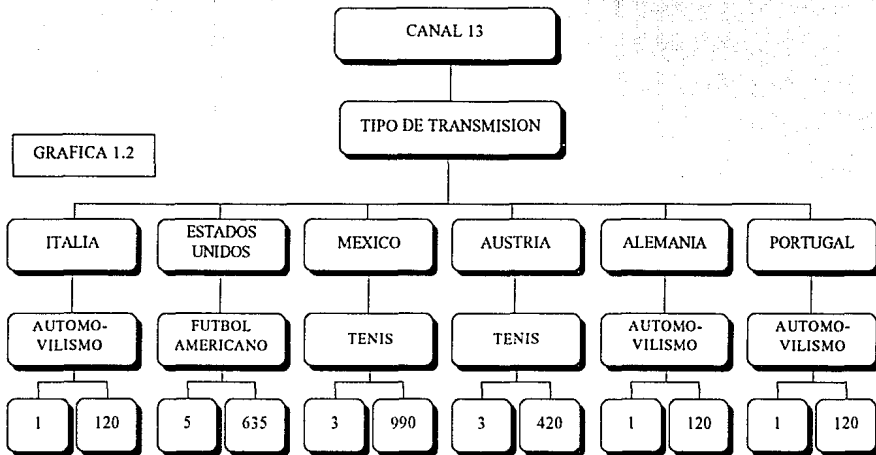 CANAL 13
TIPO DE TRANSMISION
GRAFICA 1.2
ITALIA
ESTADOS
UNIDOS
MEXICO
AUSTRIA
ALEMANIA
PORTUGAL
AUTOMO-
VILISMO
FUTBOL
AMERICANO
TENIS
TENIS
AUTOMO-
VILISMO
AUTOMO-
VILISMO
1
120
5
635
3
990
3
420
1
120
1
120